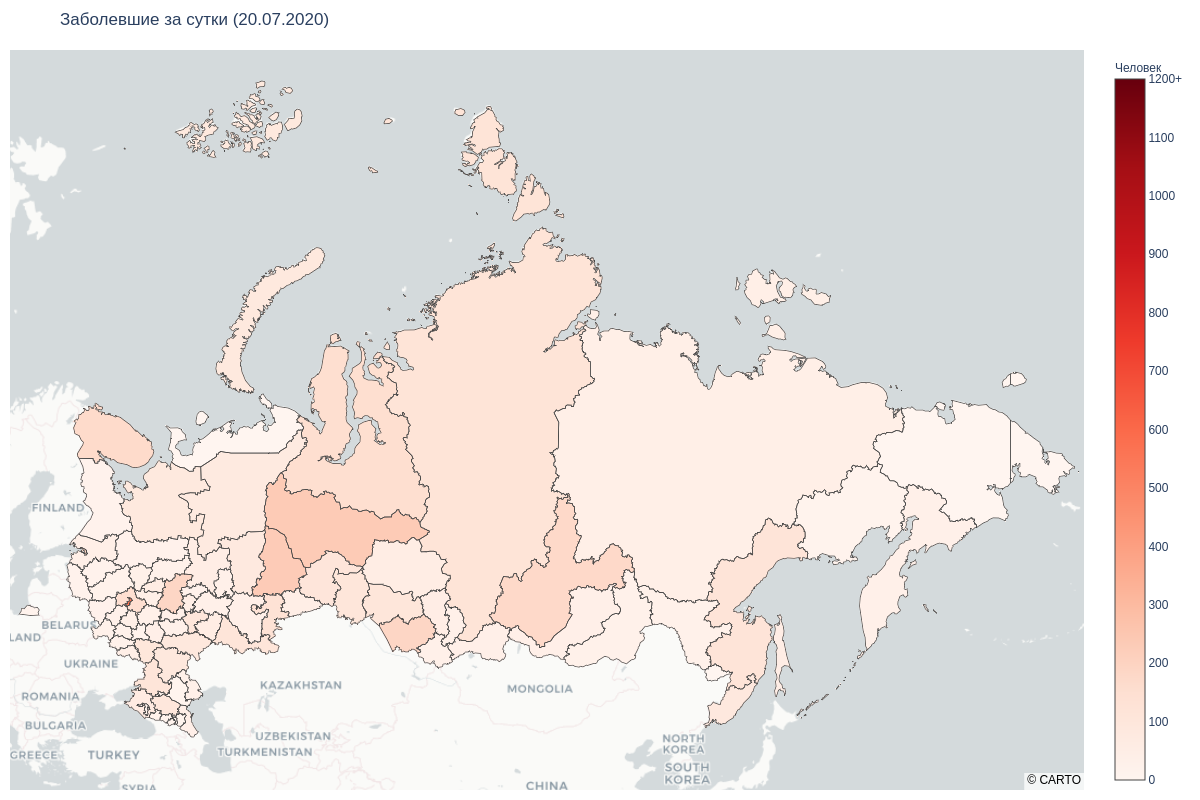 Заболевшие за сутки (20.07.2020)
Человек
1200+
1100
1000
900
800
700
600
500
400
300
200
100
0
FINLAND
BELARUS
LAND
UKRAINE
ROMANIA
BULGARIA
GREECE
TURKEY
SYRIA
KAZAKHSTAN
UZBEKISTAN
TURKMENISTAN
MONGOLIA
CHINA
NORTH
KOREA
SOUTH
KOREA
© CARTO